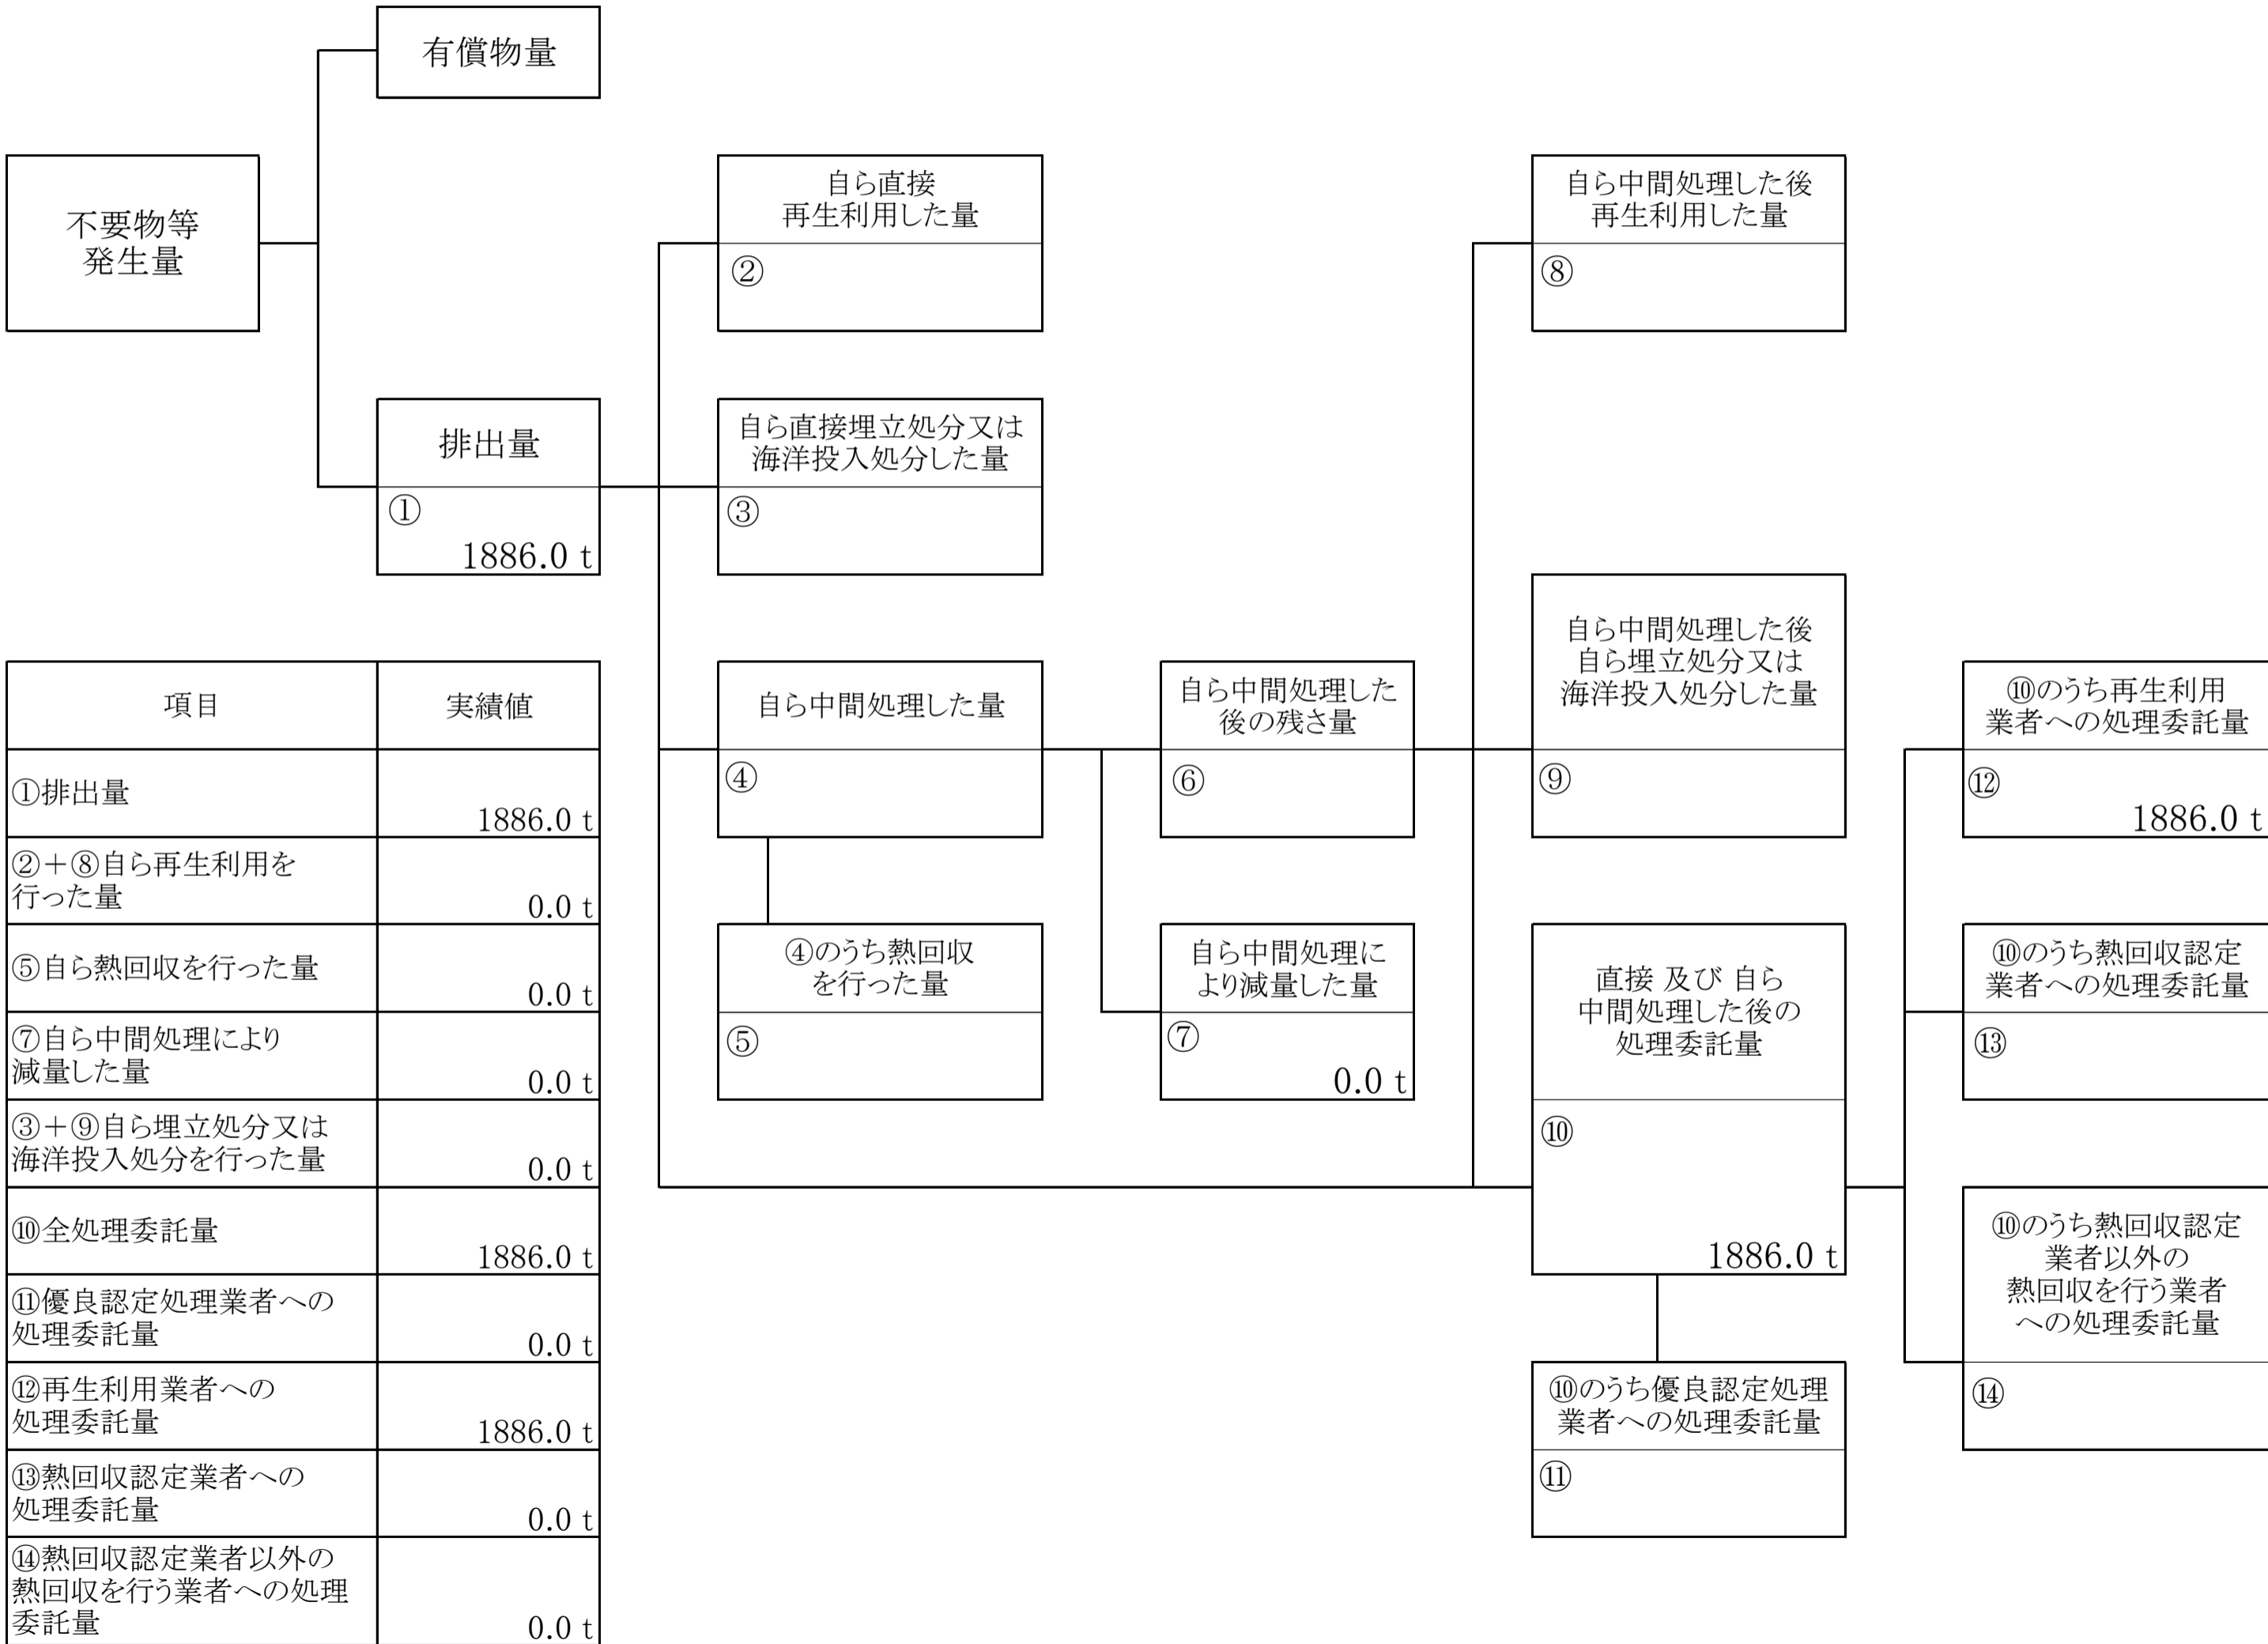 有償物量
不要物等
発生量
自ら直接
再生利用した量
②
自ら中間処理した後
再生利用した量
⑧
排出量
①
1886.0 t
自ら直接埋立処分又は
海洋投入処分した量
③
自ら中間処理した量
④
自ら中間処理した
後の残さ量
⑥
自ら中間処理した後
自ら埋立処分又は
海洋投入処分した量
⑨
⑩のうち再生利用
業者への処理委託量
⑫
1886.0 t
④のうち熱回収
を行った量
⑤
自ら中間処理に
より減量した量
⑦
0.0 t
直接 及び 自ら
中間処理した後の
処理委託量
⑩
1886.0 t
⑩のうち熱回収認定
業者への処理委託量
⑬
⑩のうち熱回収認定
業者以外の
熱回収を行う業者
への処理委託量
⑭
⑩のうち優良認定処理
業者への処理委託量
⑪
項目
実績値
①排出量
1886.0 t
②＋⑧自ら再生利用を
行った量
0.0 t
⑤自ら熱回収を行った量
0.0 t
⑦自ら中間処理により
減量した量
0.0 t
③＋⑨自ら埋立処分又は
海洋投入処分を行った量
0.0 t
⑩全処理委託量
1886.0 t
⑪優良認定処理業者への
処理委託量
0.0 t
⑫再生利用業者への
処理委託量
1886.0 t
⑬熱回収認定業者への
処理委託量
0.0 t
⑭熱回収認定業者以外の
熱回収を行う業者への処理
委託量
0.0 t